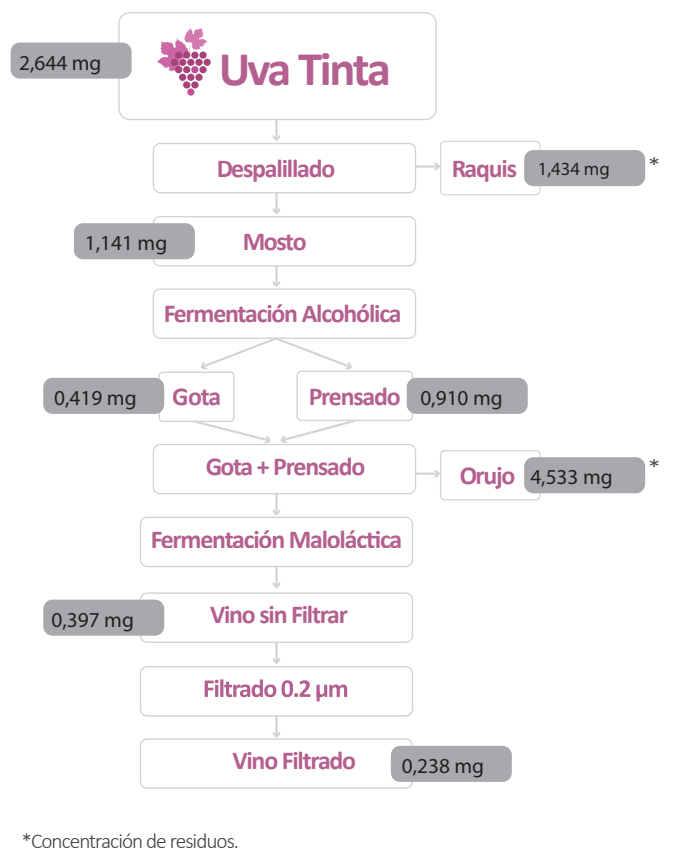 2,644 mg
Uva Tinta
Despalillado
Raquis
1,434 mg
*
1,141 mg
Mosto
Fermentación Alcohólica
0,419 mg
Gota
Prensado
0,910 mg
Gota + Prensado
Orujo
4,533 mg
*
Fermentación Maloláctica
0,397 mg
Vino sin Filtrar
Filtrado 0.2 µm
Vino Filtrado
0,238 mg
*Concentración de residuos.